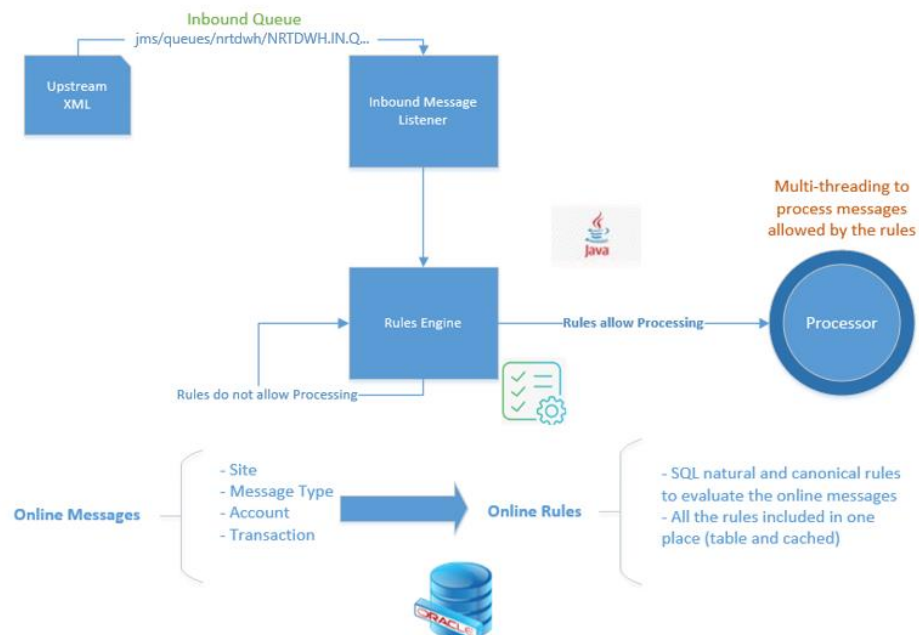 Inbound Queue
jms/queues/nrtdwh/NRTDWH.IN.Q...
Upstream
XML
Inbound Message
Listener
Multi-threading to
process messages
allowed by the rules
Java
Rules Engine
Rules allow Processing
Processor
Rules do not allow Processing
Online Messages
- Site
- Message Type
- Account
- Transaction
Online Rules
- SQL natural and canonical rules
to evaluate the online messages
- All the rules included in one
place (table and cached)
ORACLE